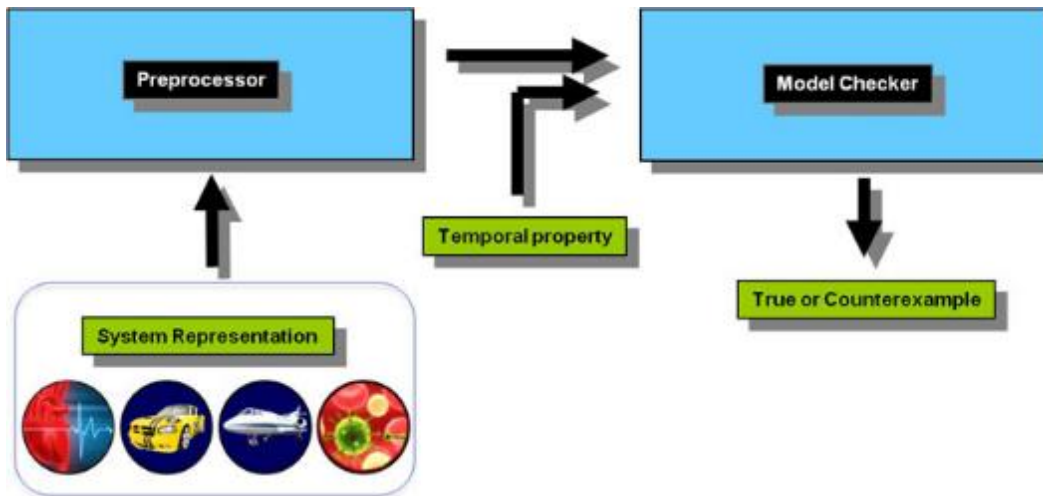 Preprocessor
Model Checker
Temporal property
True or Counterexample
System Representation